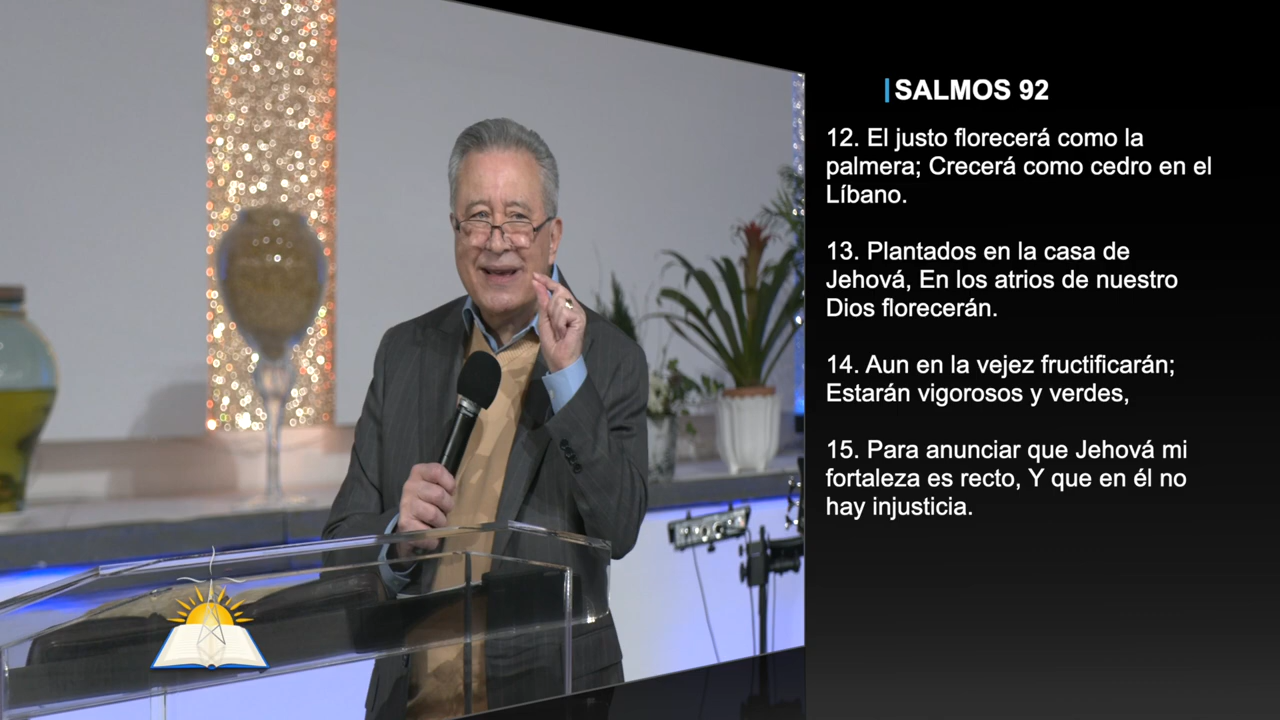 SALMOS 92
12. El justo florecerá como la
palmera; Crecerá como cedro en el
Líbano.
13. Plantados en la casa de
Jehová, En los atrios de nuestro
Dios florecerán.
14. Aun en la vejez fructificarán;
Estarán vigorosos y verdes,
15. Para anunciar que Jehová mi
fortaleza es recto, Y que en él no
hay injusticia.